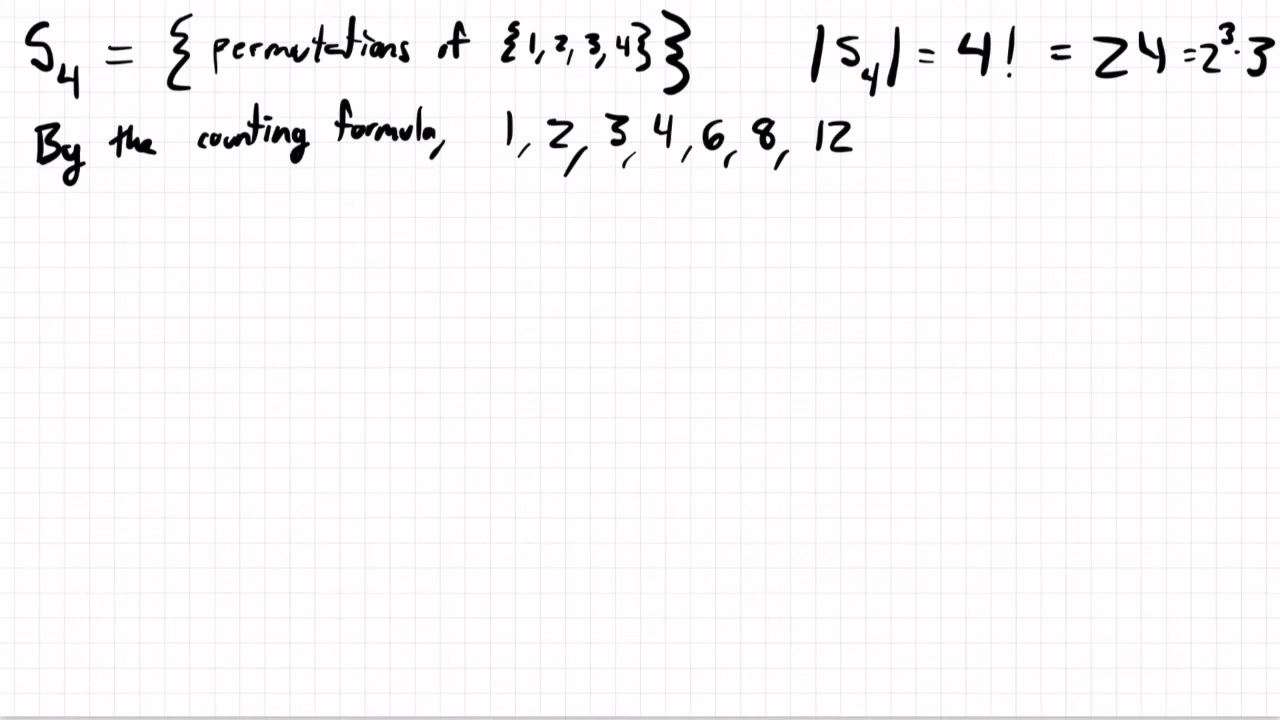 S₄ = { permutations of {1, 2, 3, 4}} |S₄| = 4! = 24 = 2³·3
By the counting formula, 1, 2, 3, 4, 6, 8, 12